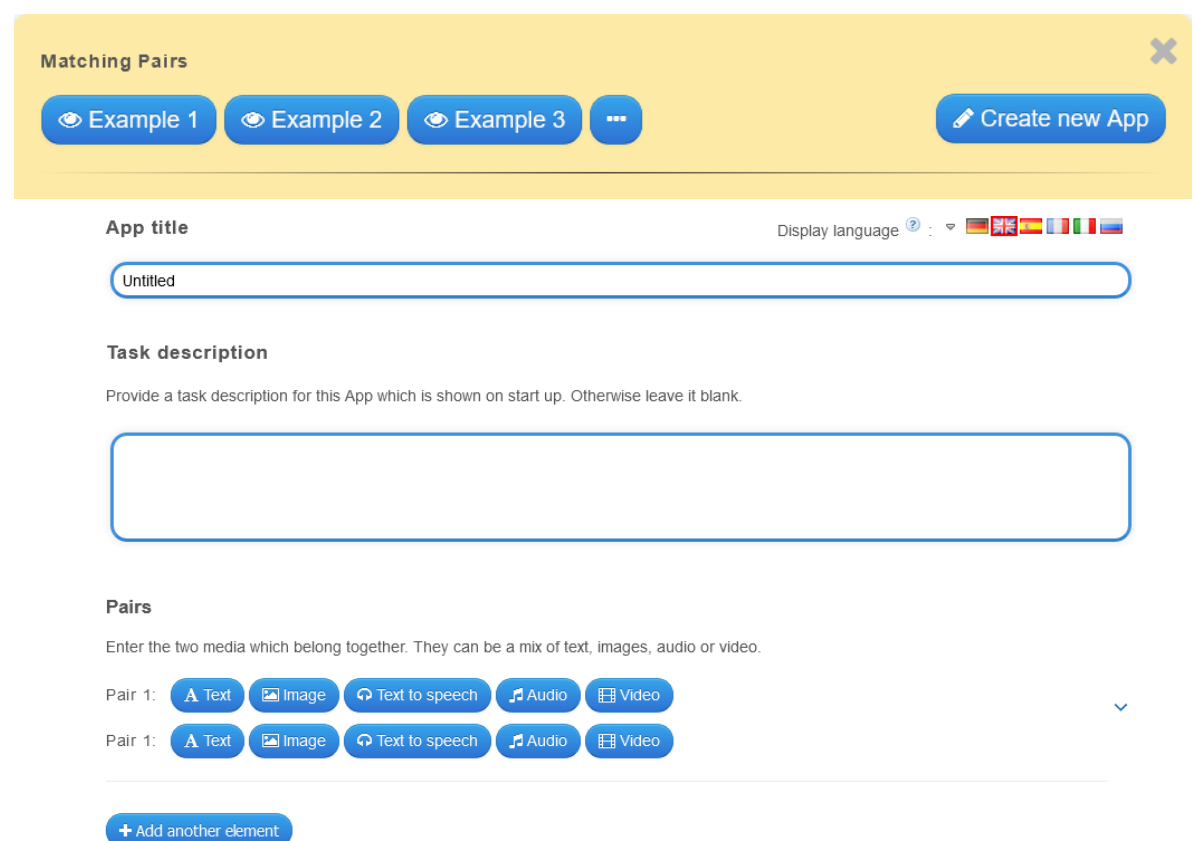 Matching Pairs
Example 1 Example 2 Example 3 Create new App
App title
Display language ? :
Untitled
Task description
Provide a task description for this App which is shown on start up. Otherwise leave it blank.
Pairs
Enter the two media which belong together. They can be a mix of text, images, audio or video.
Pair 1: A Text Image Text to speech Audio Video
Pair 1: A Text Image Text to speech Audio Video
+ Add another element